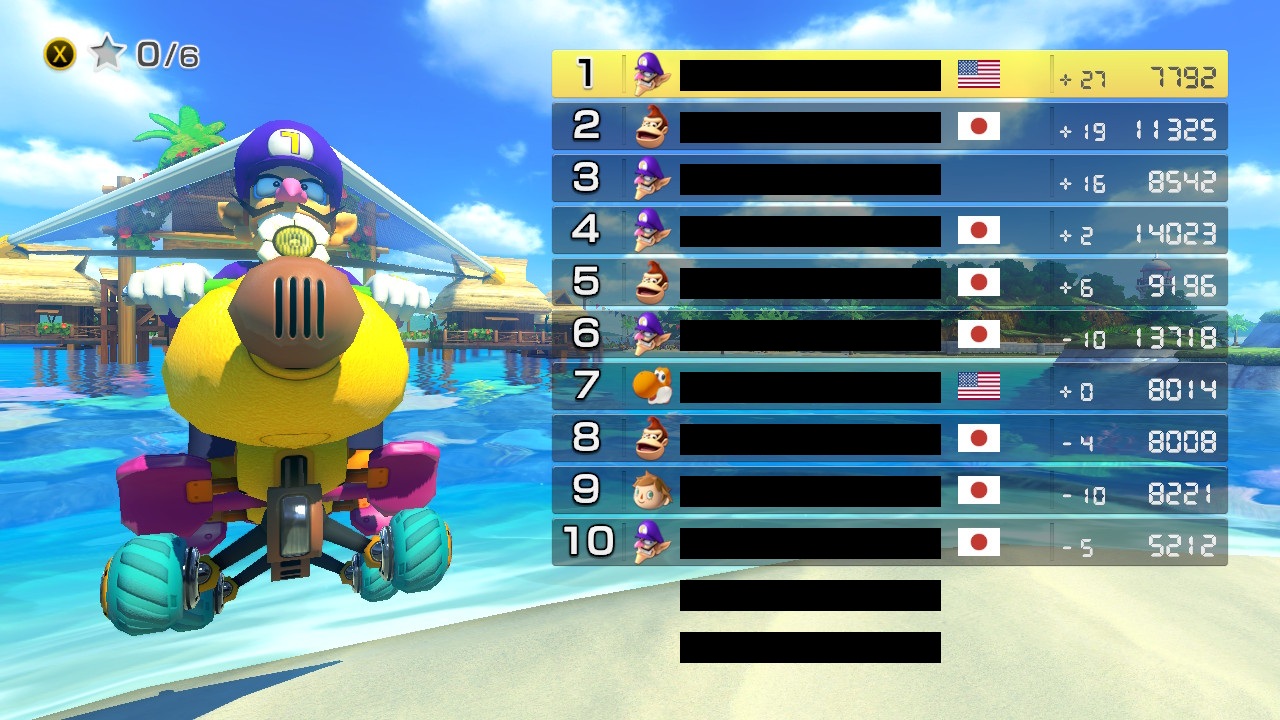 X 0/6
1 + 27 7792
2 + 19 11325
3 + 16 8542
4 + 2 14023
5 + 6 9196
6 - 10 13718
7 + 0 8014
8 - 4 8008
9 - 10 8221
10 - 5 5212